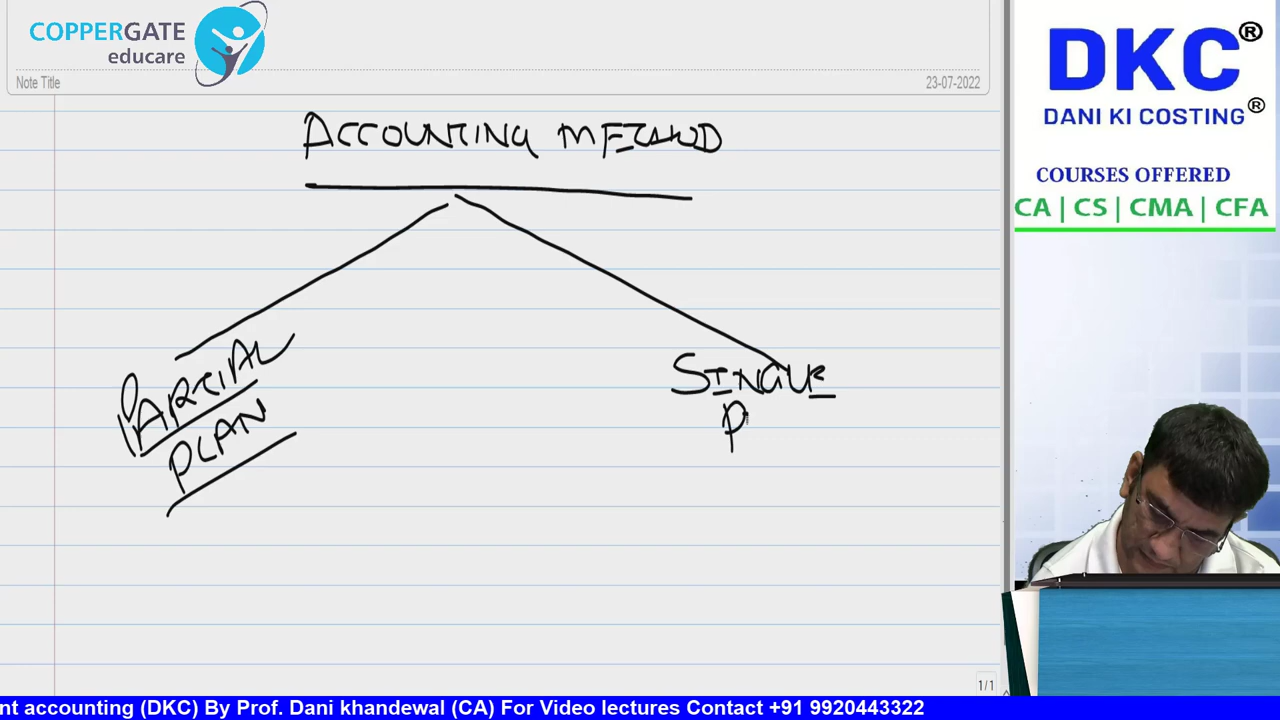 COPPERGATE
educare
Note Title
23-07-2022
ACCOUNTING METHOD
PARTIAL
PLAN
SINGLE
P
1/1
DKC®
DANI KI COSTING®
COURSES OFFERED
CA | CS | CMA | CFA
nt accounting (DKC) By Prof. Dani khandewal (CA) For Video lectures Contact +91 9920443322